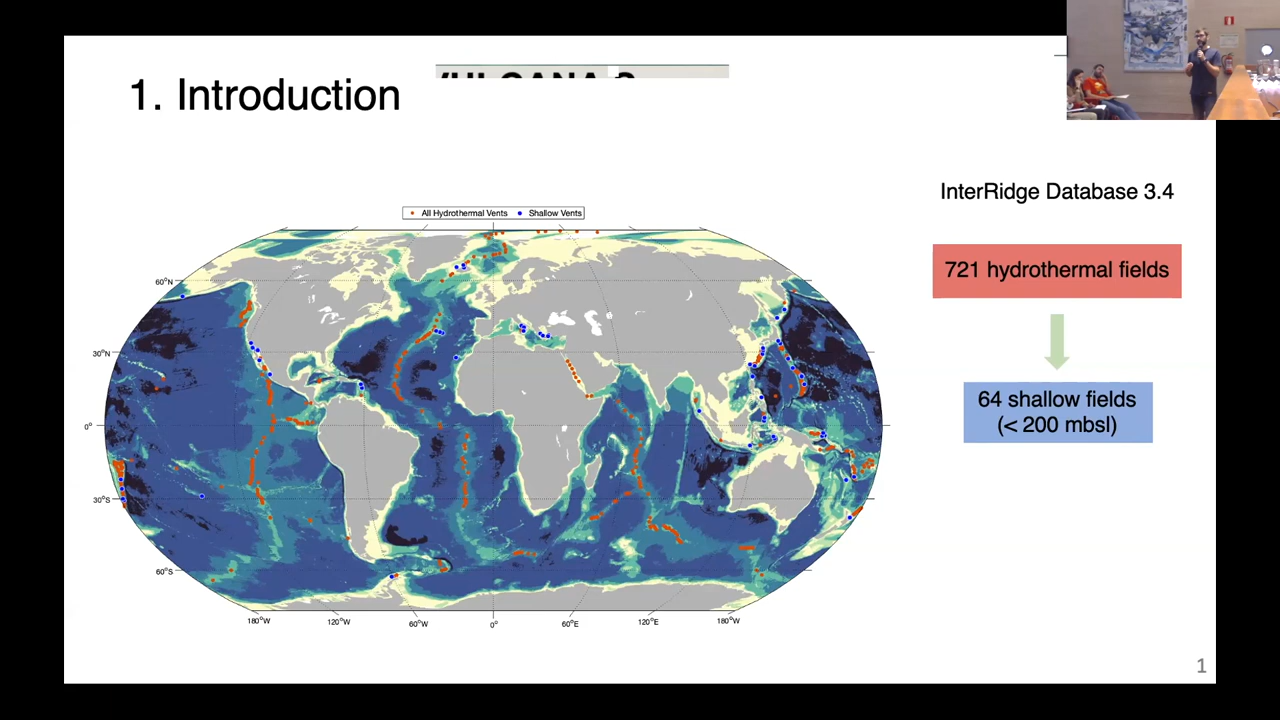 1. Introduction
InterRidge Database 3.4
All Hydrothermal Vents
Shallow Vents
721 hydrothermal fields
64 shallow fields
(< 200 mbsl)
60°N
30°N
0°
30°S
60°S
180°W
120°W
60°W
0°
60°E
120°E
180°W
1